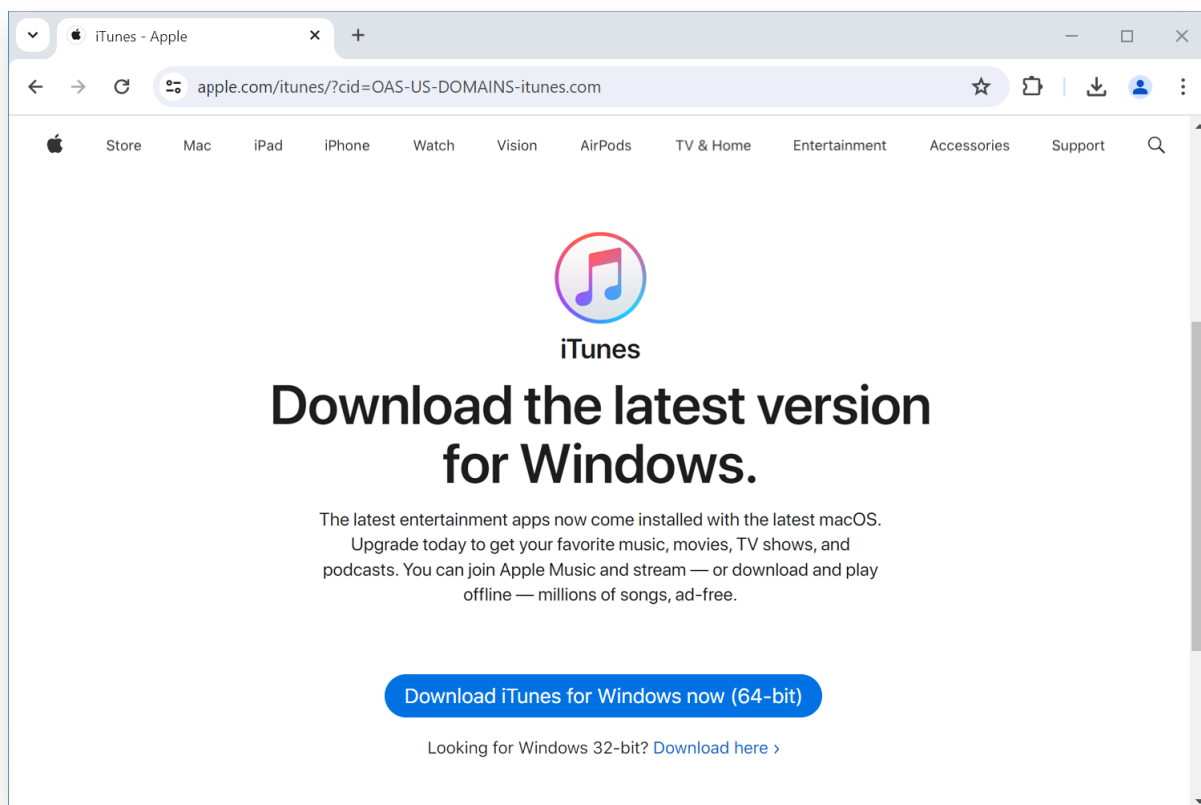 iTunes - Apple
apple.com/itunes/?cid=OAS-US-DOMAINS-itunes.com
Store Mac iPad iPhone Watch Vision AirPods TV & Home Entertainment Accessories Support
iTunes
Download the latest version
for Windows.
The latest entertainment apps now come installed with the latest macOS.
Upgrade today to get your favorite music, movies, TV shows, and
podcasts. You can join Apple Music and stream — or download and play
offline — millions of songs, ad-free.
Download iTunes for Windows now (64-bit)
Looking for Windows 32-bit? Download here ›